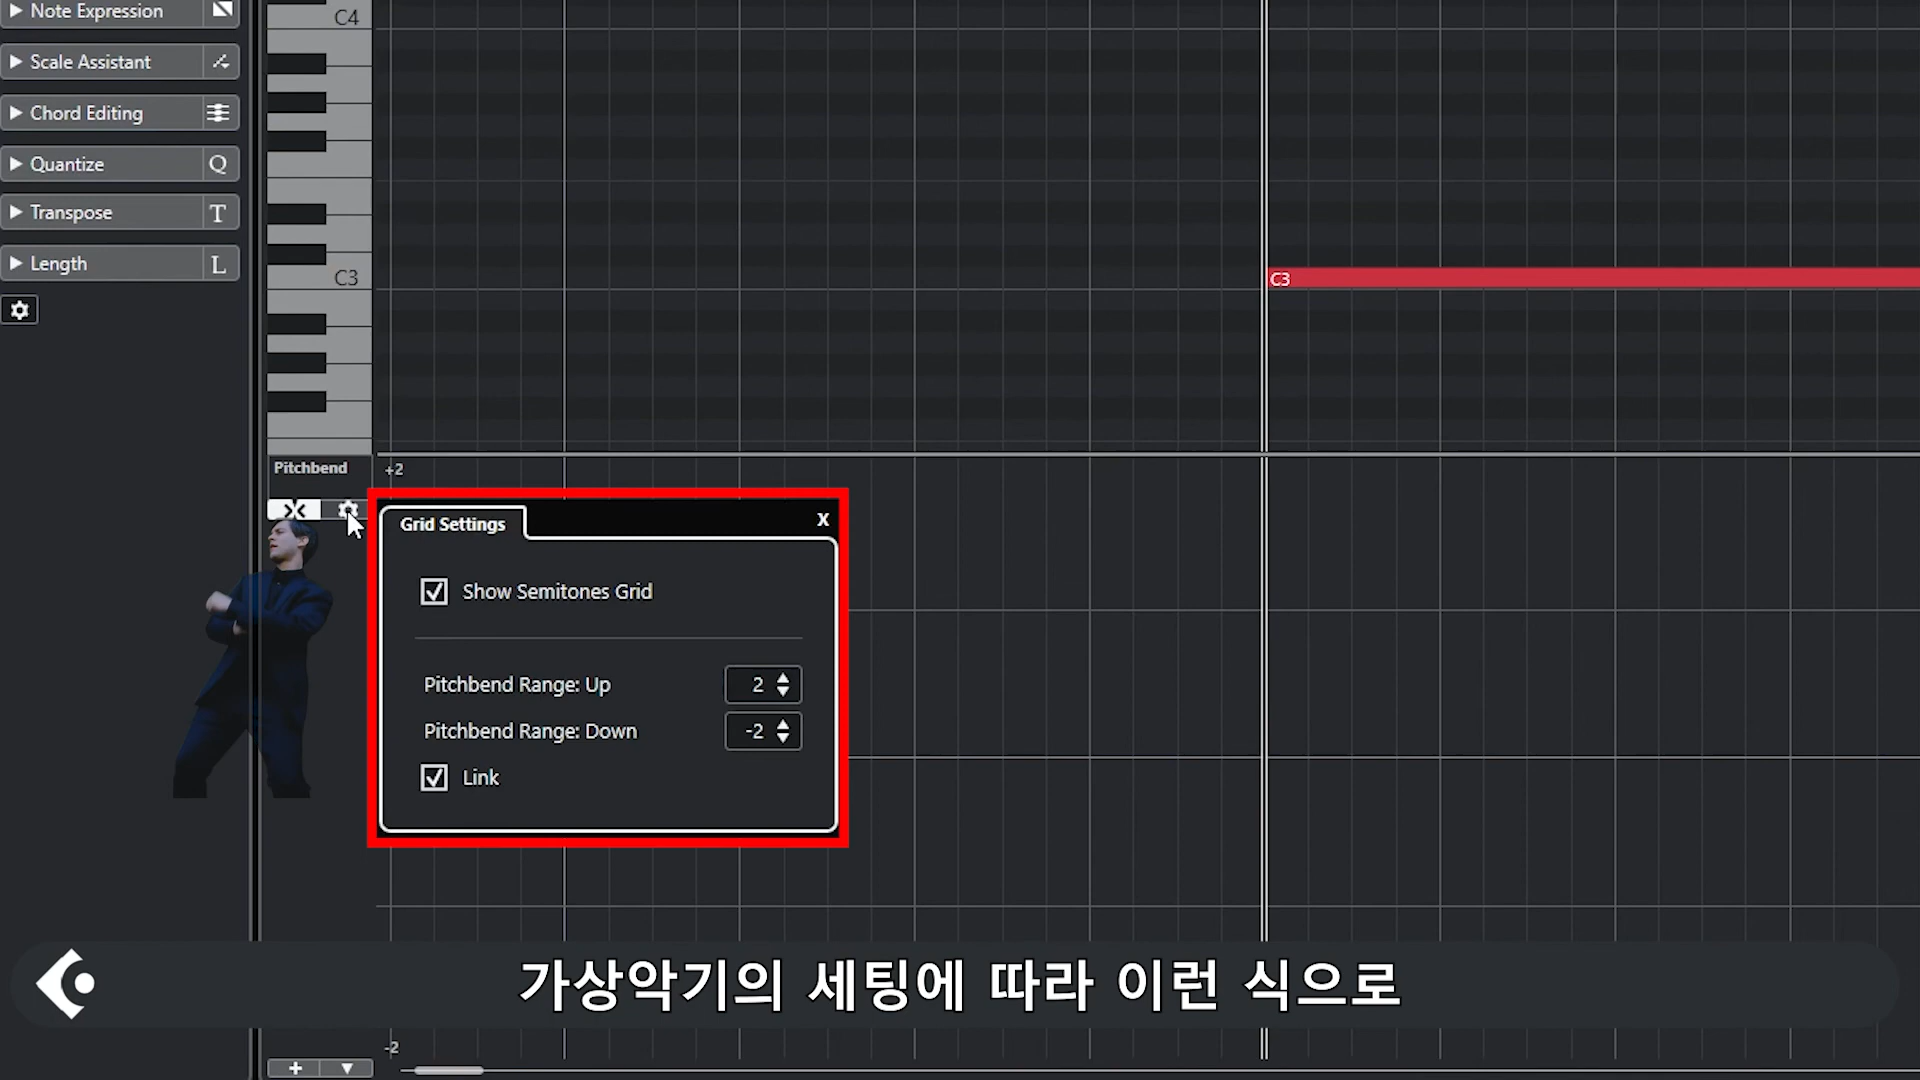 Note Expression
C4
Scale Assistant
Chord Editing
Quantize Q
Transpose T
Length L
C3
C3
Pitchbend
+2
Grid Settings X
Show Semitones Grid
Pitchbend Range: Up 2
Pitchbend Range: Down -2
Link
가상악기의 세팅에 따라 이런 식으로
-2